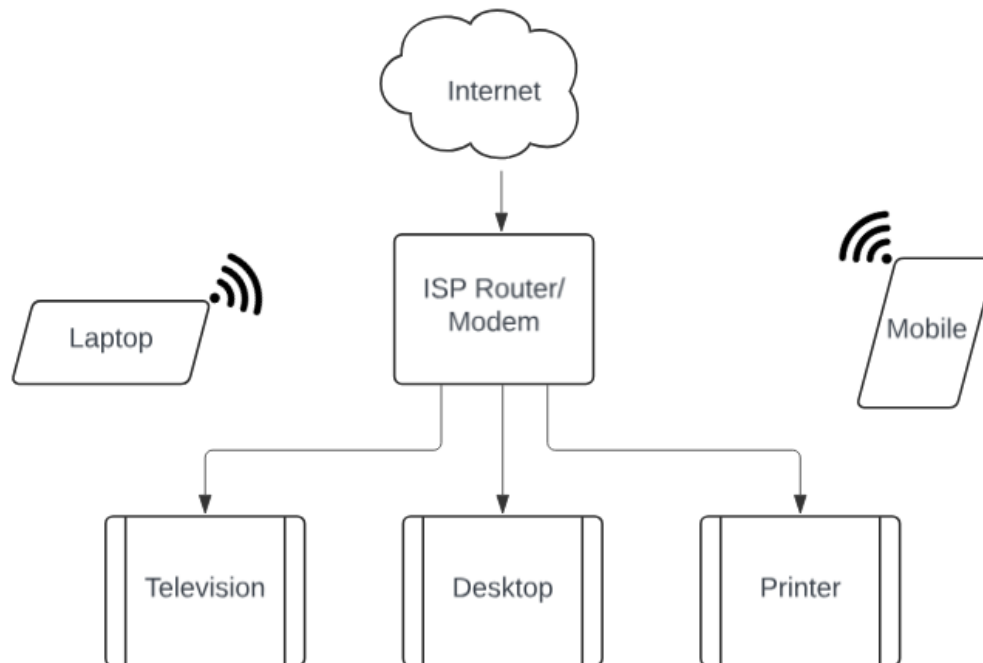 Internet
ISP Router/
Modem
Laptop
Mobile
Television
Desktop
Printer